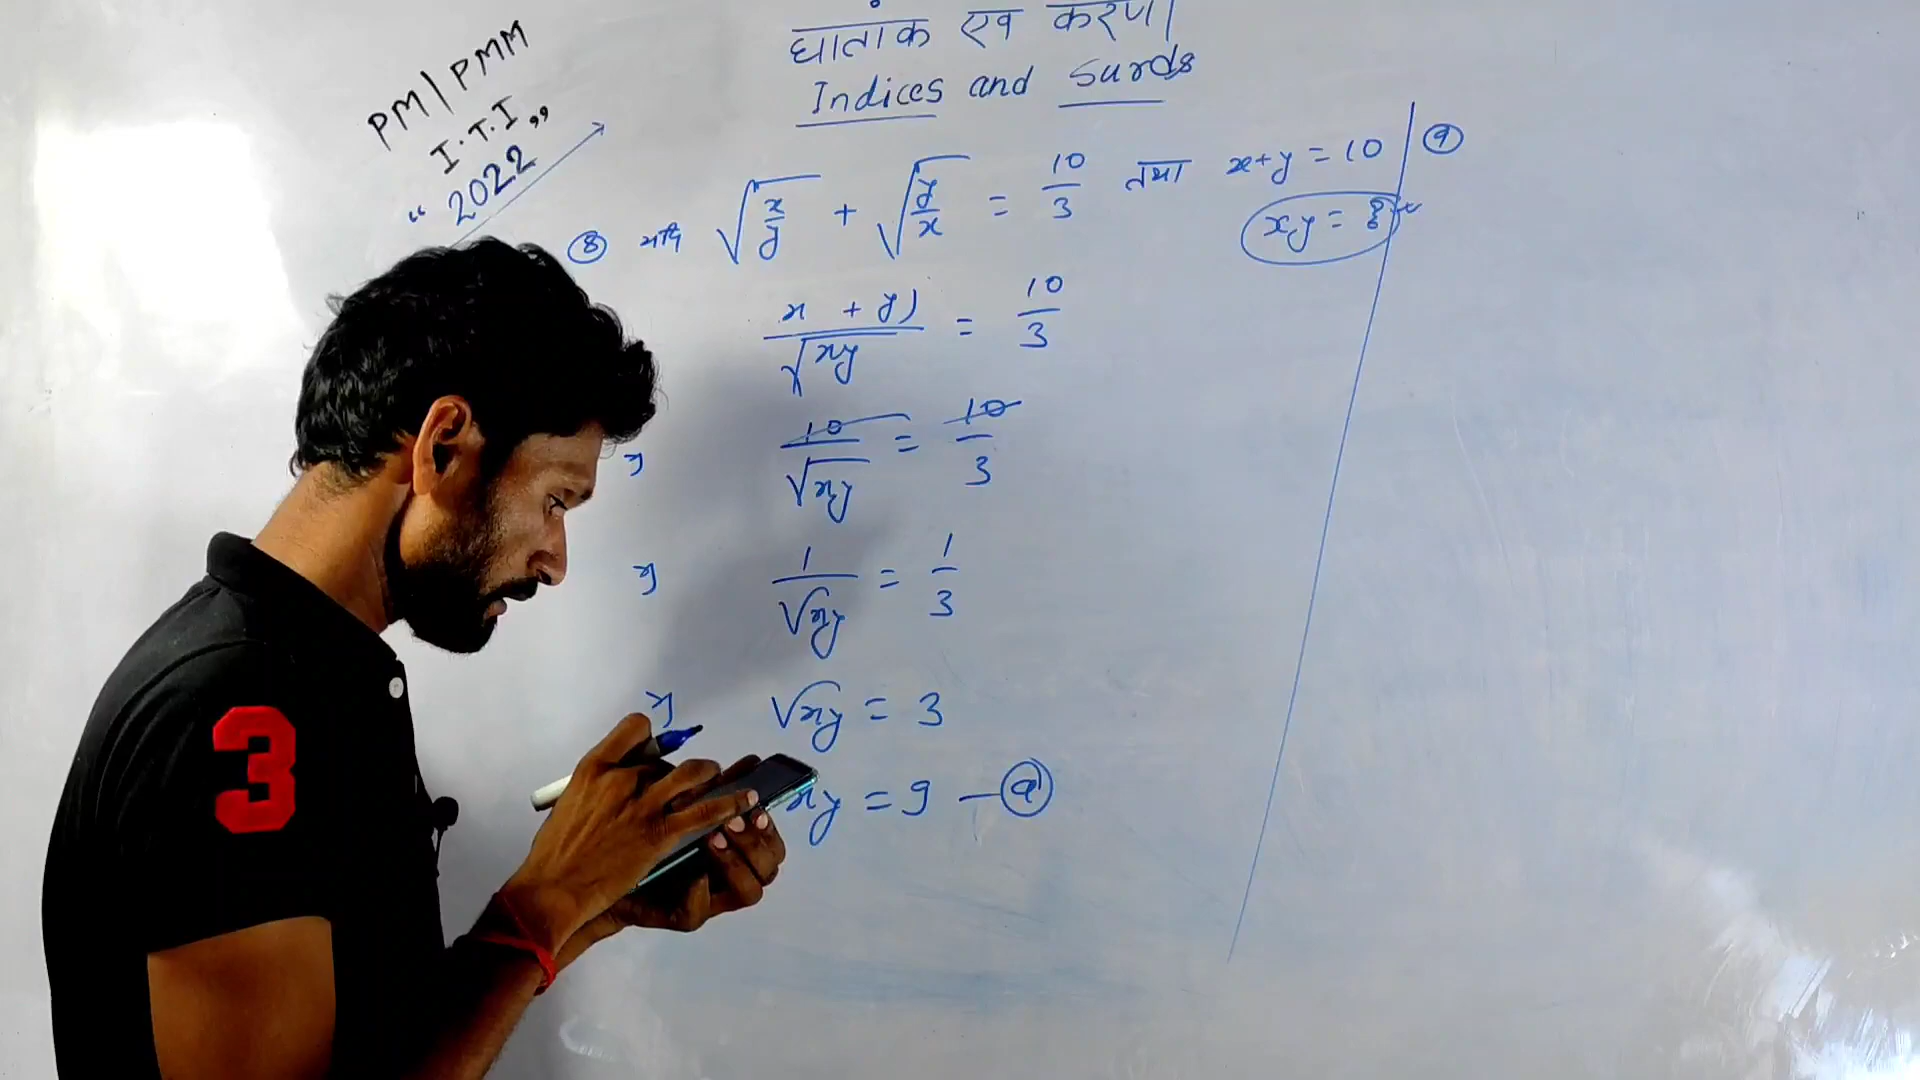 घातांक एवं करणी
Indices and Surds
PM/PMM
I.T.I,,
“2022
⑧ यदि √(x/y) + √(y/x) = 10/3 तथा x+y = 10
xy = ?
(x + y)/√xy = 10/3
या 10/√xy = 10/3
या 1/√xy = 1/3
या √xy = 3
xy = 9 –
⑨
3